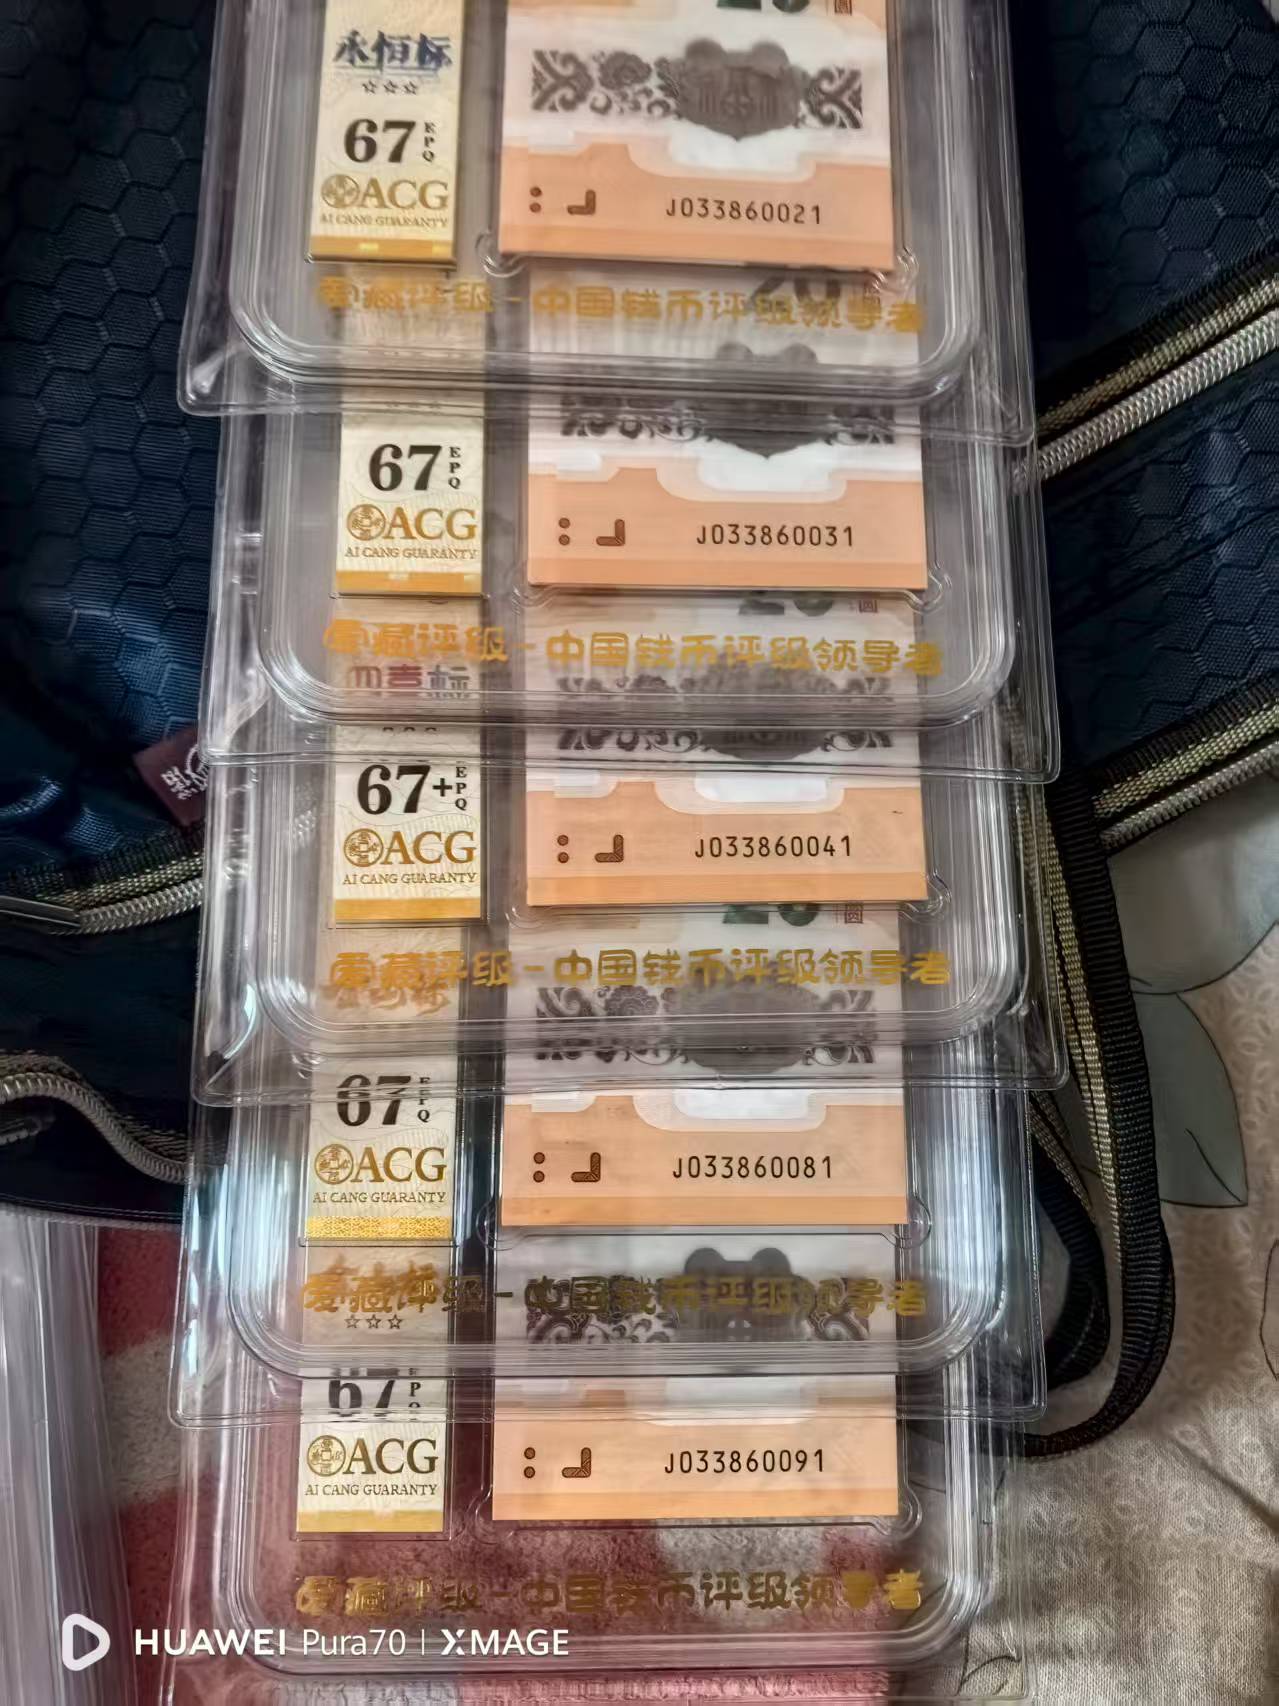 永恒标
☆☆☆
67 EPQ
ACG
AI CANG GUARANTY
J033860021
爱藏评级-中国钱币评级领导者
67 EPQ
ACG
AI CANG GUARANTY
J033860031
20 圆
爱藏评级-中国钱币评级领导者
67+ EPQ
ACG
AI CANG GUARANTY
J033860041
20 圆
爱藏评级-中国钱币评级领导者
67 EPQ
ACG
AI CANG GUARANTY
J033860081
爱藏评级-中国钱币评级领导者
☆☆☆
67 EPQ
ACG
AI CANG GUARANTY
J033860091
爱藏评级-中国钱币评级领导者
HUAWEI Pura70 | XMAGE